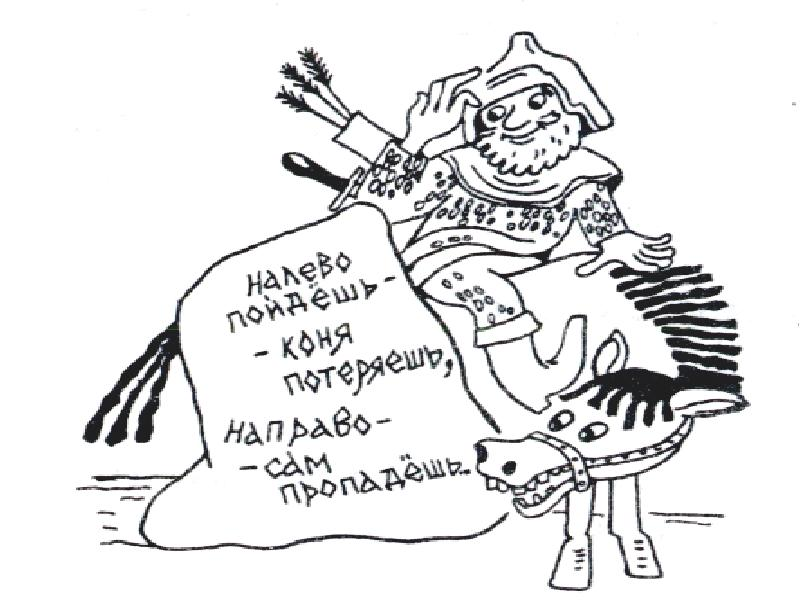 налево
пойдёшь-
- коня
потеряешь,
направо-
-сам
пропадёшь.